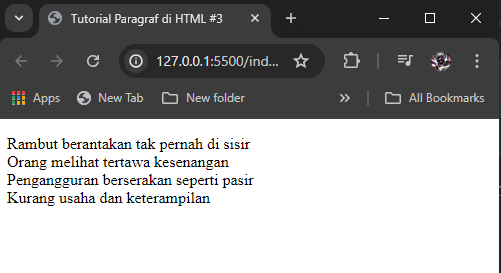 Tutorial Paragraf di HTML #3
127.0.0.1:5500/ind...
Apps
New Tab
New folder
All Bookmarks
Rambut berantakan tak pernah di sisir
Orang melihat tertawa kesenangan
Pengangguran berserakan seperti pasir
Kurang usaha dan keterampilan